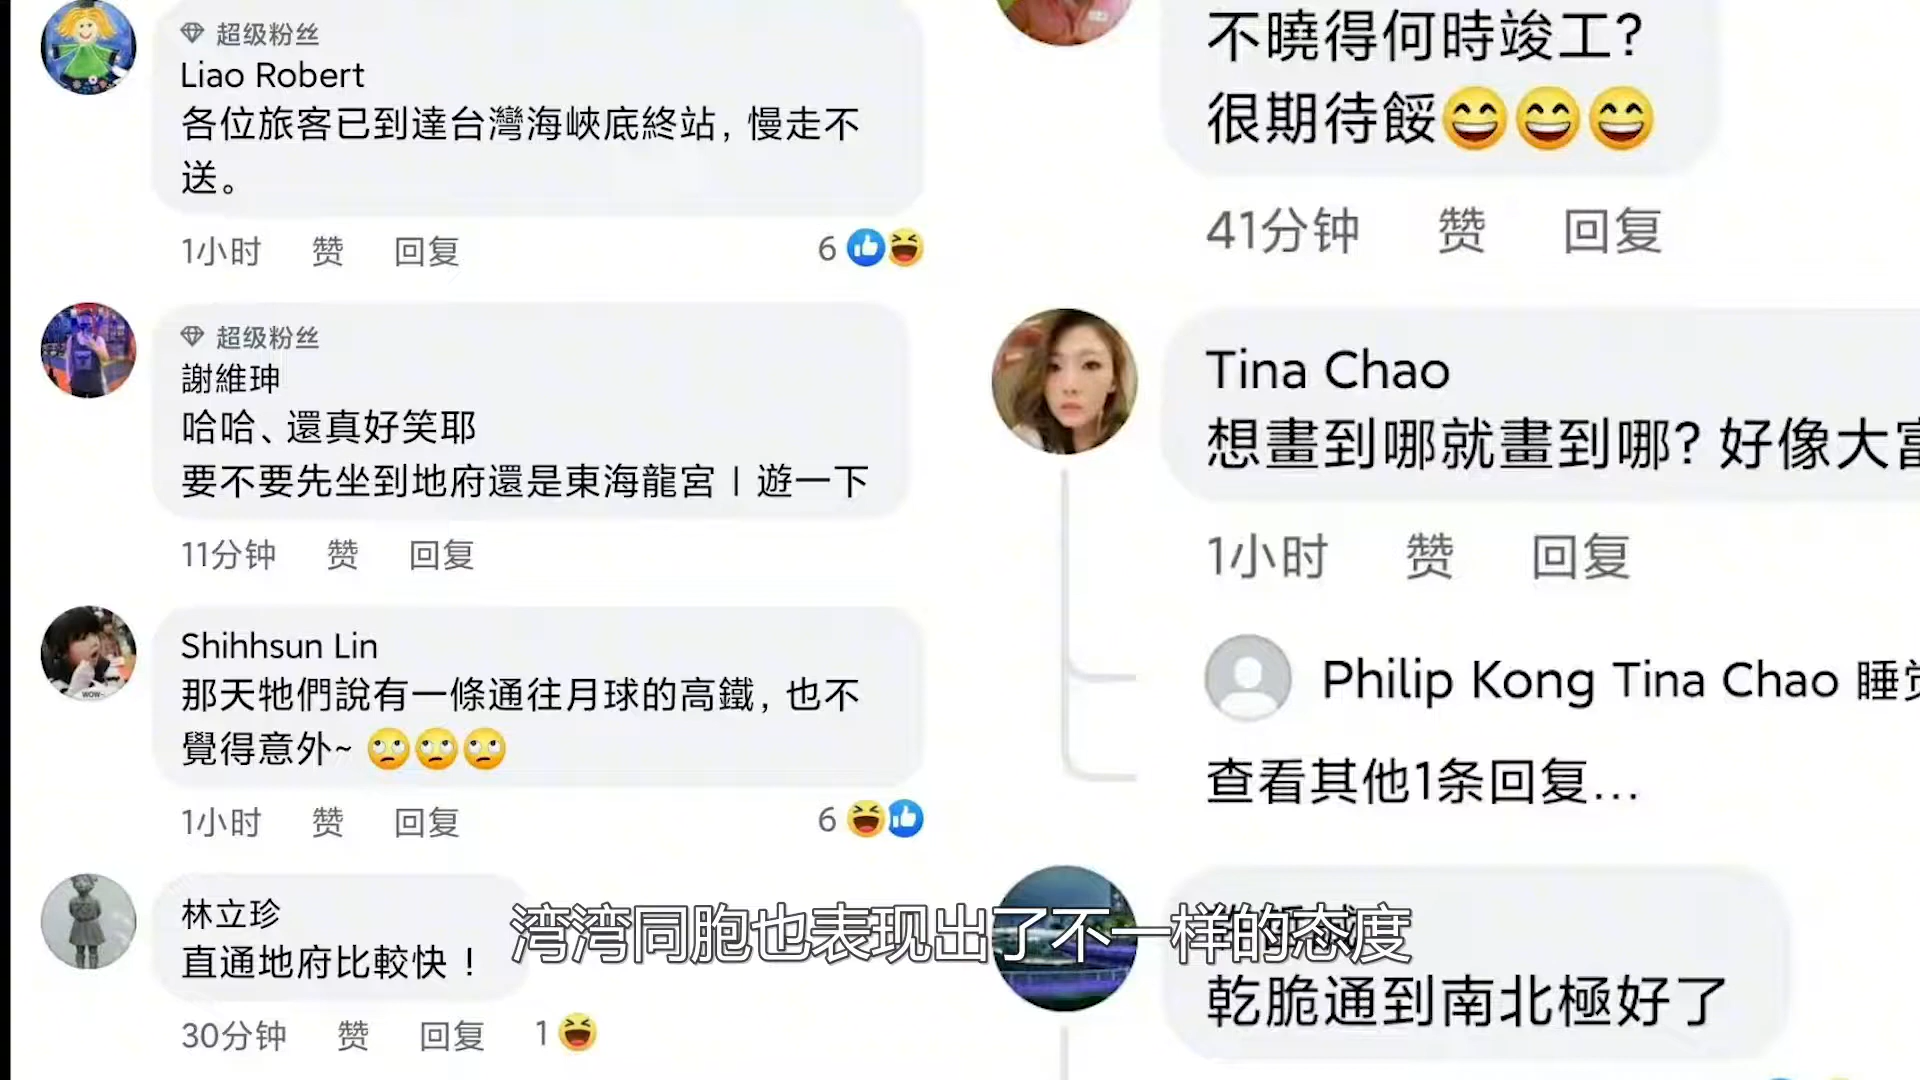 超级粉丝
Liao Robert
各位旅客已到達台灣海峽底終站，慢走不
送。
1小时 赞 回复 6
超级粉丝
謝維珅
哈哈、還真好笑耶
要不要先坐到地府還是東海龍宮｜遊一下
11分钟 赞 回复
Shihhsun Lin
那天牠們說有一條通往月球的高鐵，也不
覺得意外~ 🙄🙄🙄
1小时 赞 回复 6
林立珍
直通地府比較快！
30分钟 赞 回复 1
不曉得何時竣工?
很期待餒😄😄😄
41分钟 赞 回复
Tina Chao
想畫到哪就畫到哪? 好像大富
1小时 赞 回复
Philip Kong Tina Chao 睡觉
查看其他1条回复...
乾脆通到南北極好了
湾湾同胞也表现出了不一样的态度